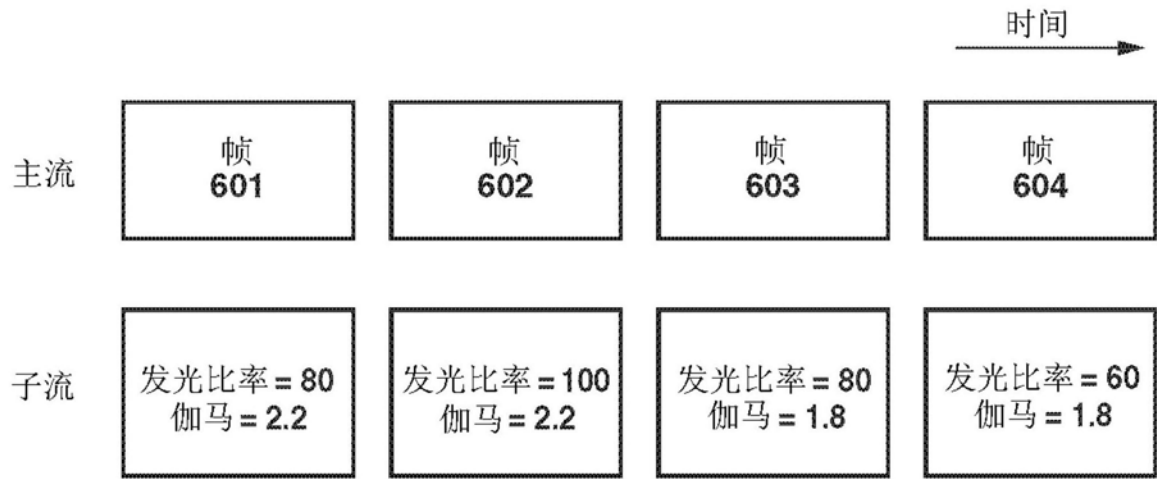 时间
主流
帧
601
帧
602
帧
603
帧
604
子流
发光比率 = 80
伽马 = 2.2
发光比率 = 100
伽马 = 2.2
发光比率 = 80
伽马 = 1.8
发光比率 = 60
伽马 = 1.8